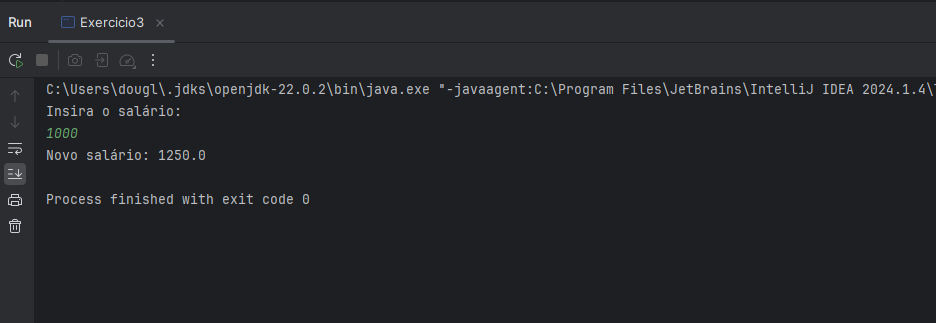 Run Exercicio3
C:\Users\dougl\.jdks\openjdk-22.0.2\bin\java.exe "-javaagent:C:\Program Files\JetBrains\IntelliJ IDEA 2024.1.4\
Insira o salário:
1000
Novo salário: 1250.0
Process finished with exit code 0